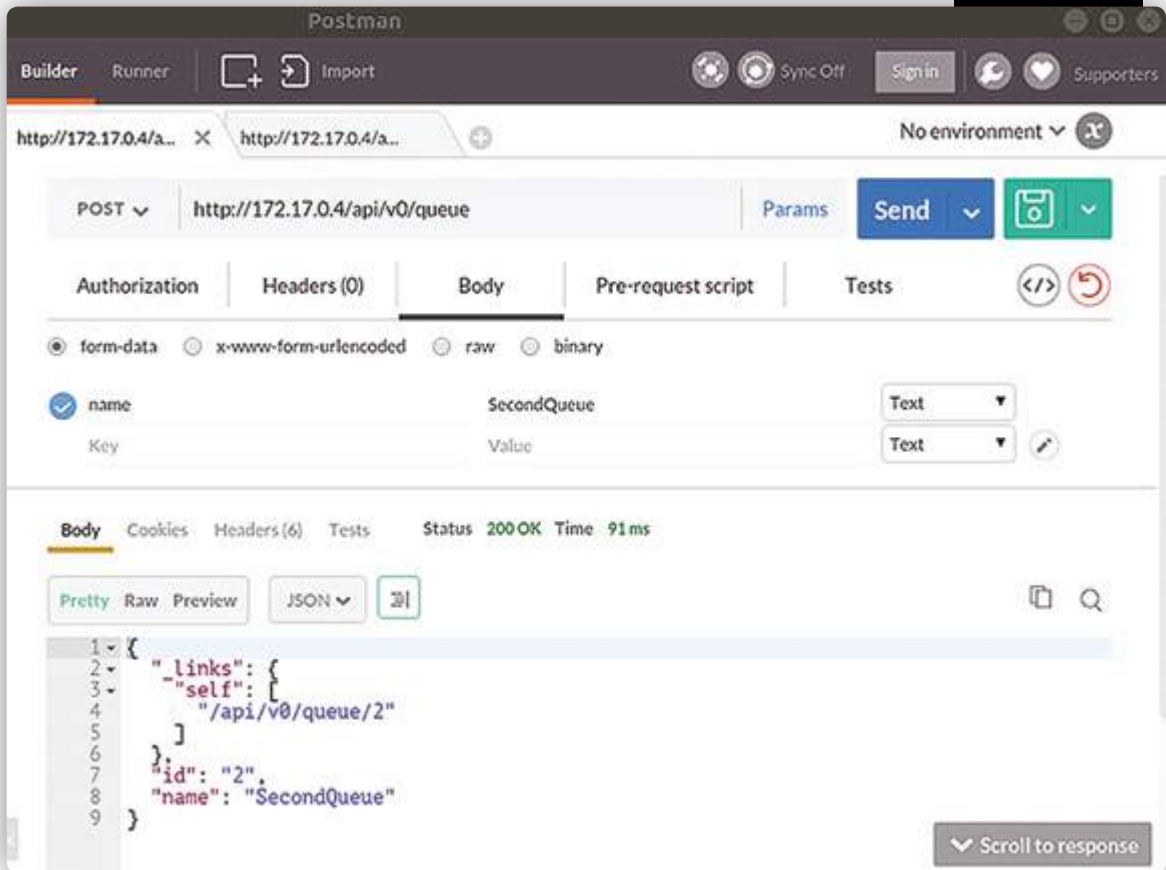 Postman
Builder Runner Import Sync Off Sign in Supporters
http://172.17.0.4/a... http://172.17.0.4/a... No environment
POST http://172.17.0.4/api/v0/queue Params Send
Authorization Headers (0) Body Pre-request script Tests
form-data x-www-form-urlencoded raw binary
name SecondQueue Text
Key Value Text
Body Cookies Headers (6) Tests Status 200 OK Time 91 ms
Pretty Raw Preview JSON
1 {
2 "_links": {
3 "self": [
4 "/api/v0/queue/2"
5 ]
6 },
7 "id": "2",
8 "name": "SecondQueue"
9 }
Scroll to response